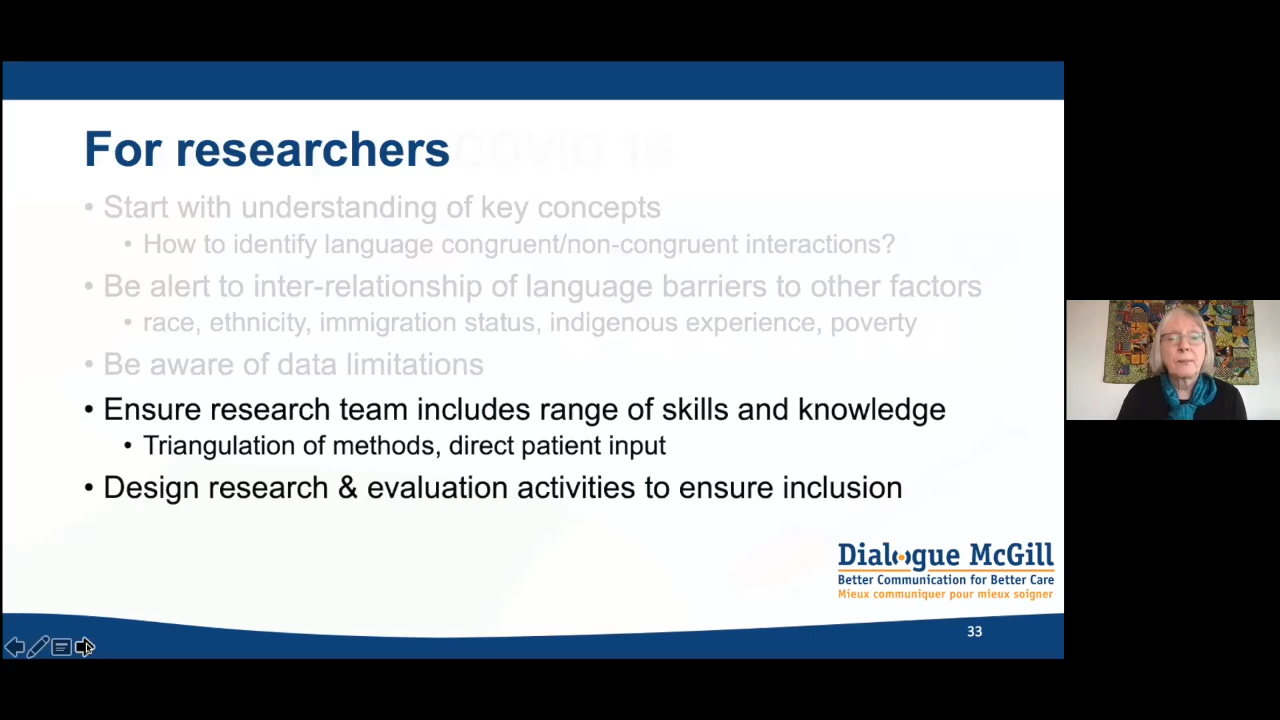 For researchers
• Start with understanding of key concepts
• How to identify language congruent/non-congruent interactions?
• Be alert to inter-relationship of language barriers to other factors
• race, ethnicity, immigration status, indigenous experience, poverty
• Be aware of data limitations
• Ensure research team includes range of skills and knowledge
• Triangulation of methods, direct patient input
• Design research & evaluation activities to ensure inclusion
Dialogue McGill
Better Communication for Better Care
Mieux communiquer pour mieux soigner
33